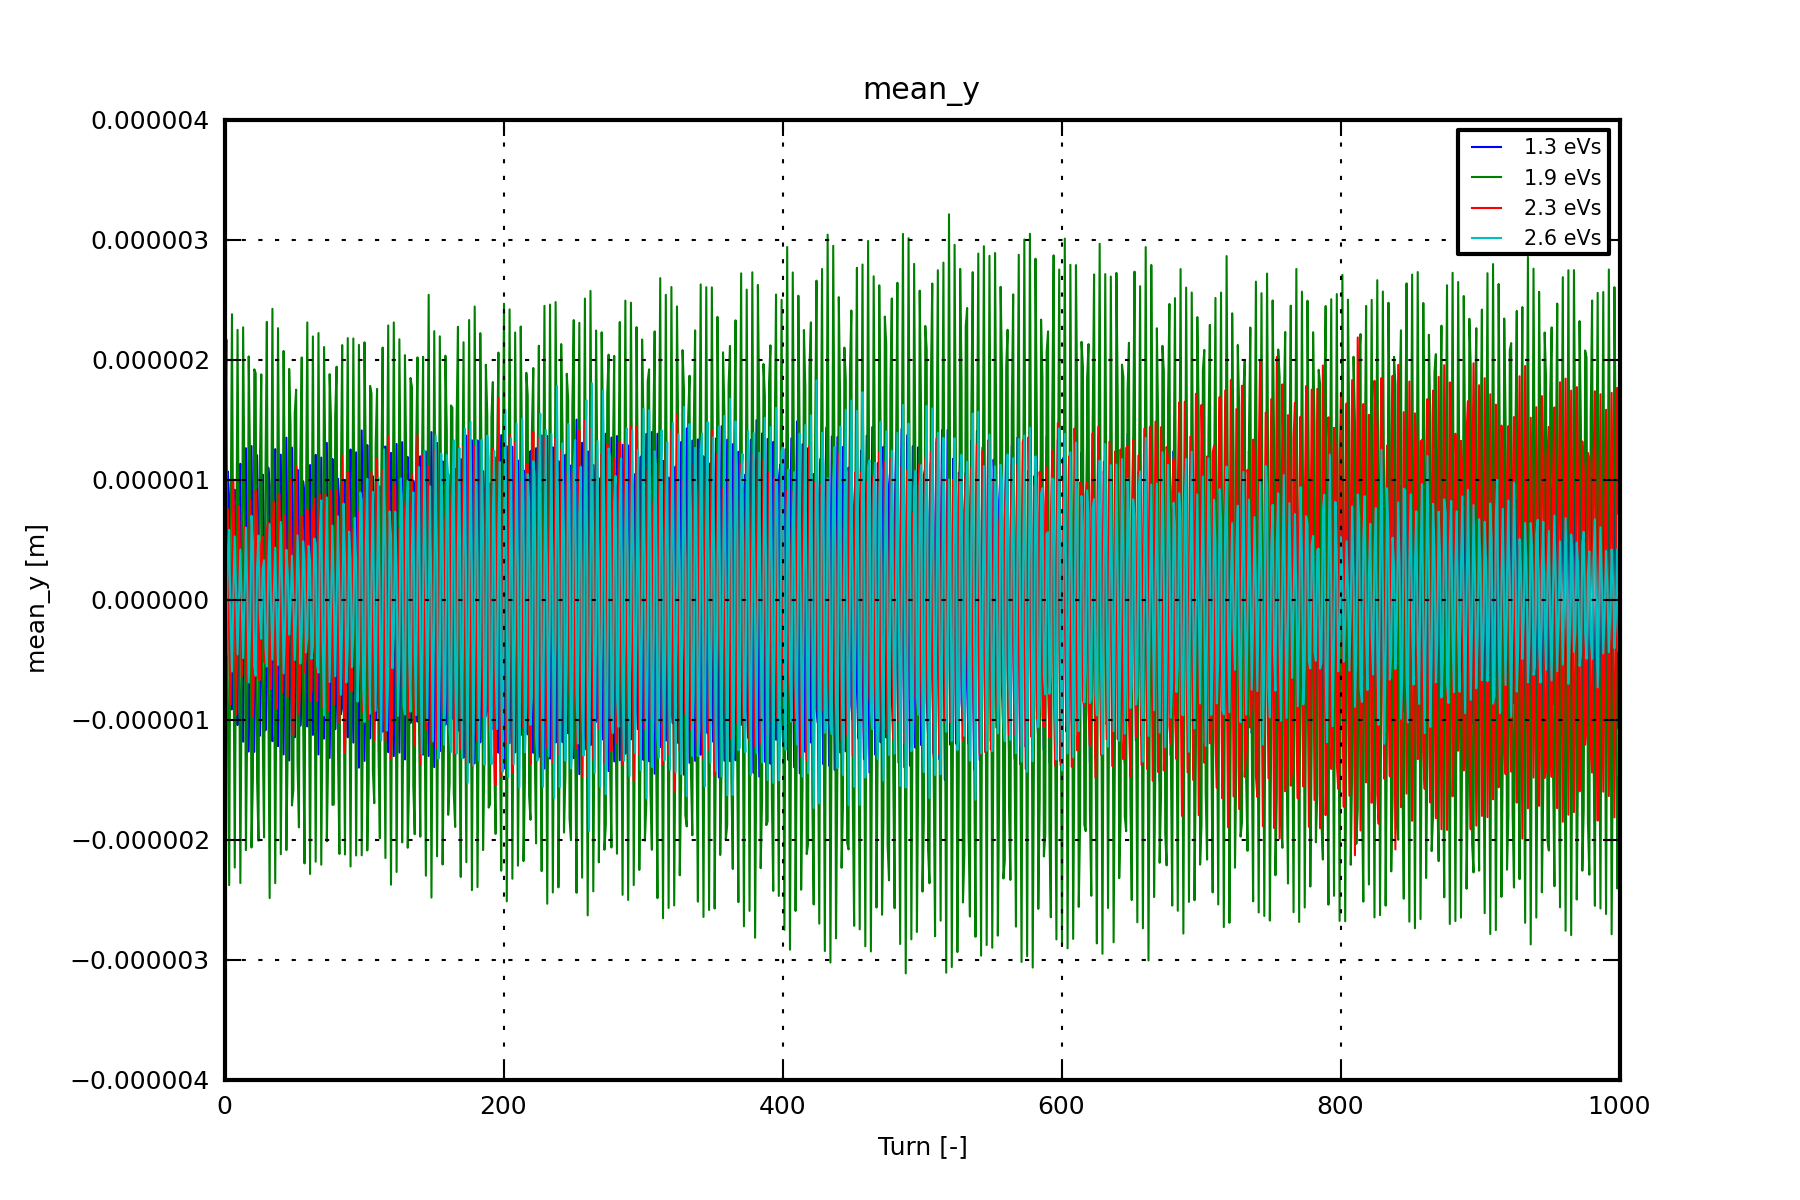 mean_y
0.000004
0.000003
0.000002
0.000001
0.000000
−0.000001
−0.000002
−0.000003
−0.000004
mean_y [m]
1.3 eVs
1.9 eVs
2.3 eVs
2.6 eVs
0 200 400 600 800 1000
Turn [-]